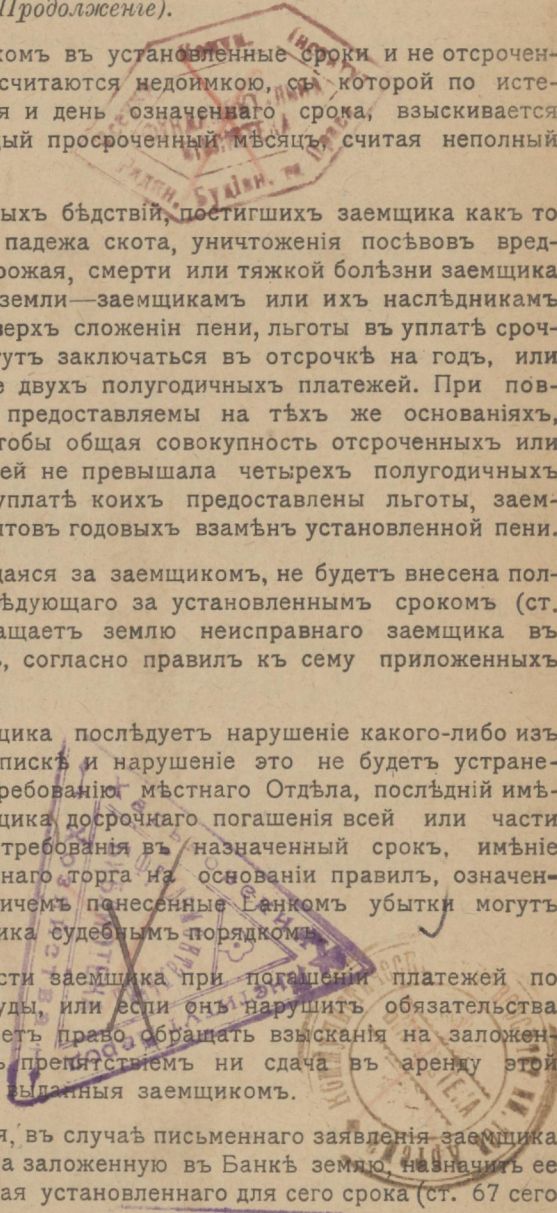 Продолженіе).
комъ въ установленные сроки и не отсрочен-
считаются недоимкою, съ которой по исте-
я и день означеннаго срока, взыскивается
дый просроченный мѣсяцъ, считая неполный
ыхъ бѣдствій, постигшихъ заемщика какъ то
падежа скота, уничтоженія посѣвовъ вред-
рожая, смерти или тяжкой болѣзни заемщика
земли—заемщикамъ или ихъ наслѣдникамъ
верхъ сложенін пени, льготы въ уплатѣ сроч-
гутъ заключаться въ отсрочкѣ на годъ, или
е двухъ полугодичныхъ платежей. При пов-
предоставляемы на тѣхъ же основаніяхъ,
чтобы общая совокупность отсроченныхъ или
ей не превышала четырехъ полугодичныхъ
уплатѣ коихъ предоставлены льготы, заем-
нтовъ годовыхъ взамѣнъ установленной пени.
даяся за заемщикомъ, не будетъ внесена пол-
ѣдующаго за установленнымъ срокомъ (ст.
ащаетъ землю неисправнаго заемщика въ
ь, согласно правилъ къ сему приложенныхъ
щика послѣдуетъ нарушеніе какого-либо изъ
пискѣ и нарушеніе это не будетъ устране-
ребованію мѣстнаго Отдѣла, послѣдній имѣ-
щика досрочнаго погашенія всей или части
требованія въ назначенный срокъ, имѣніе
ннаго торга на основаніи правилъ, означен-
ичемъ понесенные Банкомъ убытки могутъ
ика судебнымъ порядкомъ.
сти заемщика при погашеніи платежей по
уды, или если онъ нарушитъ обязательства
етъ право обращать взысканія на заложен-
ь препятствіемъ ни сдача въ аренду этой
выданныя заемщикомъ.
я, въ случаѣ письменнаго заявленія заемщика
а заложенную въ Банкѣ землю, назначить ее
ая установленнаго для сего срока (ст. 67 сего